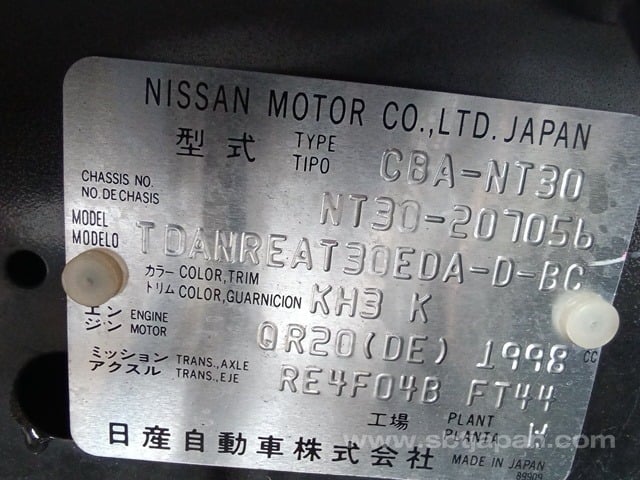 NISSAN MOTOR CO.,LTD. JAPAN
型式 TYPE TIPO CBA-NT30
CHASSIS NO. NO. DE CHASIS NT30-207056
MODEL MODELO TDANREAT30EDA-D-BC
カラー COLOR,TRIM
トリム COLOR,GUARNICION KH3 K
エンジン ENGINE MOTOR QR20(DE) 1998 CC
ミッション TRANS.,AXLE
アクスル TRANS.,EJE RE4F04B FT44
工場 PLANT PLANTA
www.sbqjapan.com
日産自動車株式会社 MADE IN JAPAN
89909